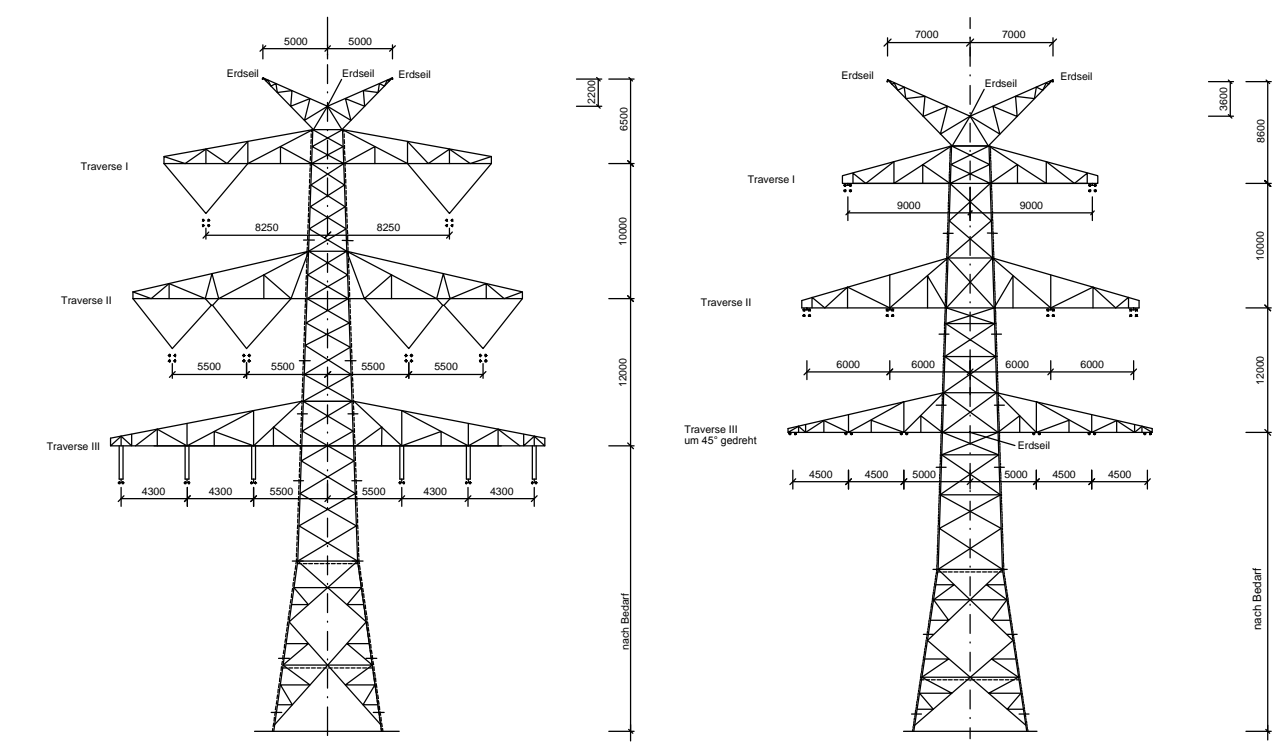 5000 5000
Erdseil Erdseil Erdseil
2200
6500
Traverse I
8250 8250
10000
Traverse II
5500 5500 5500 5500
12000
Traverse III
4300 4300 5500 5500 4300 4300
nach Bedarf
7000 7000
Erdseil Erdseil Erdseil
3600
8600
Traverse I
9000 9000
10000
Traverse II
6000 6000 6000 6000
12000
Traverse III
um 45° gedreht
Erdseil
4500 4500 5000 5000 4500 4500
nach Bedarf